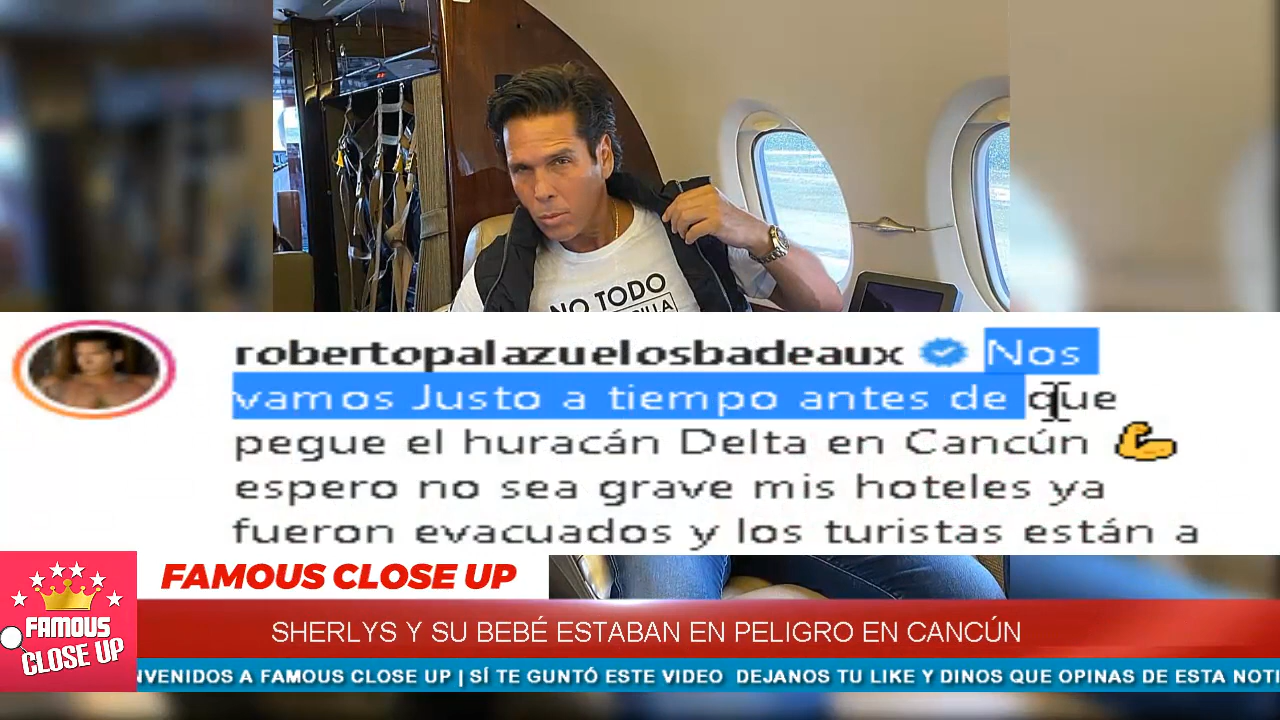 NO TODO
robertopalazuelosbadeaux Nos
vamos Justo a tiempo antes de que
pegue el huracán Delta en Cancún 💪
espero no sea grave mis hoteles ya
fueron evacuados y los turistas están a
FAMOUS CLOSE UP
FAMOUS
CLOSE UP
SHERLYS Y SU BEBÉ ESTABAN EN PELIGRO EN CANCÚN
NVENIDOS A FAMOUS CLOSE UP | SÍ TE GUNTÓ ESTE VIDEO DEJANOS TU LIKE Y DINOS QUE OPINAS DE ESTA NOTI